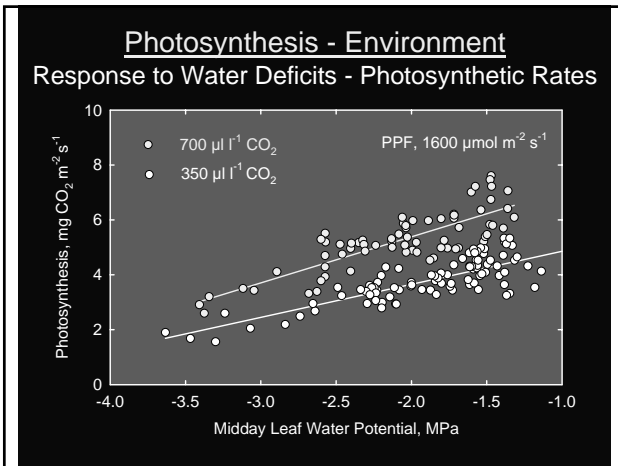 Photosynthesis - Environment
Response to Water Deficits - Photosynthetic Rates
10
8
6
4
2
0
Photosynthesis, mg CO₂ m⁻² s⁻¹
700 µl l⁻¹ CO₂
350 µl l⁻¹ CO₂
PPF, 1600 µmol m⁻² s⁻¹
-4.0 -3.5 -3.0 -2.5 -2.0 -1.5 -1.0
Midday Leaf Water Potential, MPa